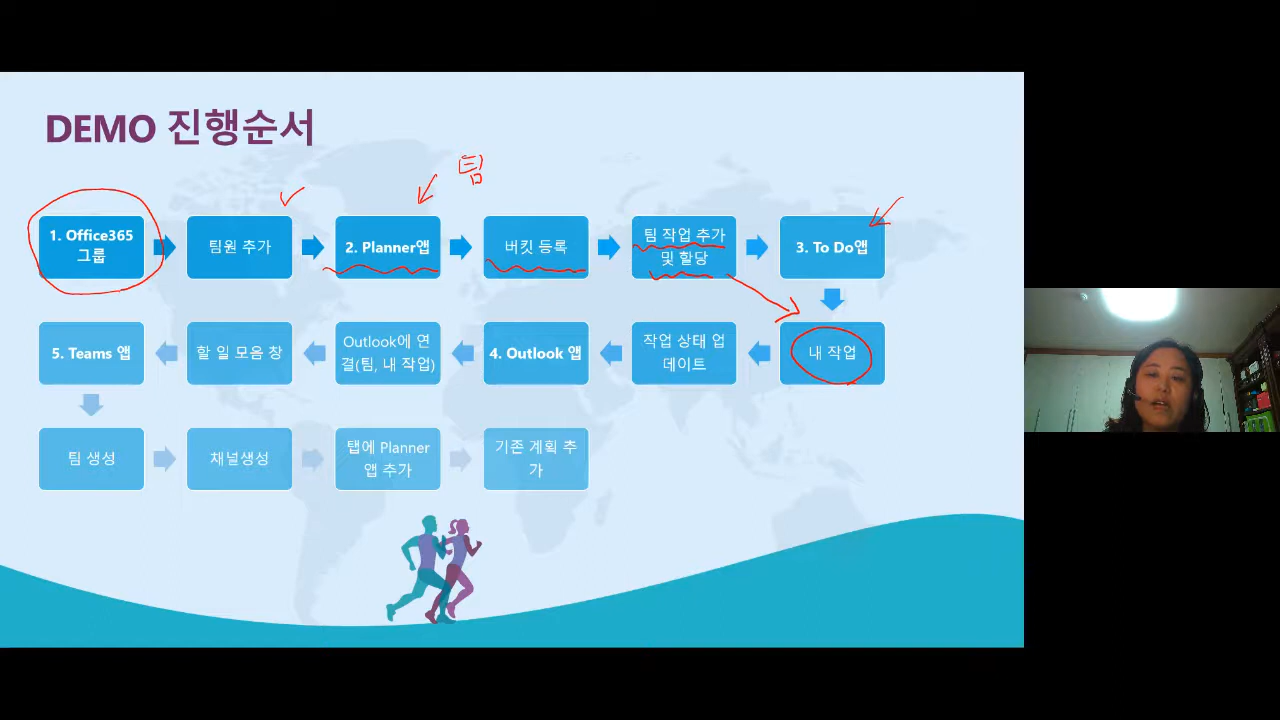 DEMO 진행순서
팀
1. Office365
그룹
팀원 추가
2. Planner앱
버킷 등록
팀 작업 추가
및 할당
3. To Do앱
5. Teams 앱
할 일 모음 창
Outlook에 연
결(팀, 내 작업)
4. Outlook 앱
작업 상태 업
데이트
내 작업
팀 생성
채널생성
탭에 Planner
앱 추가
기존 계획 추
가